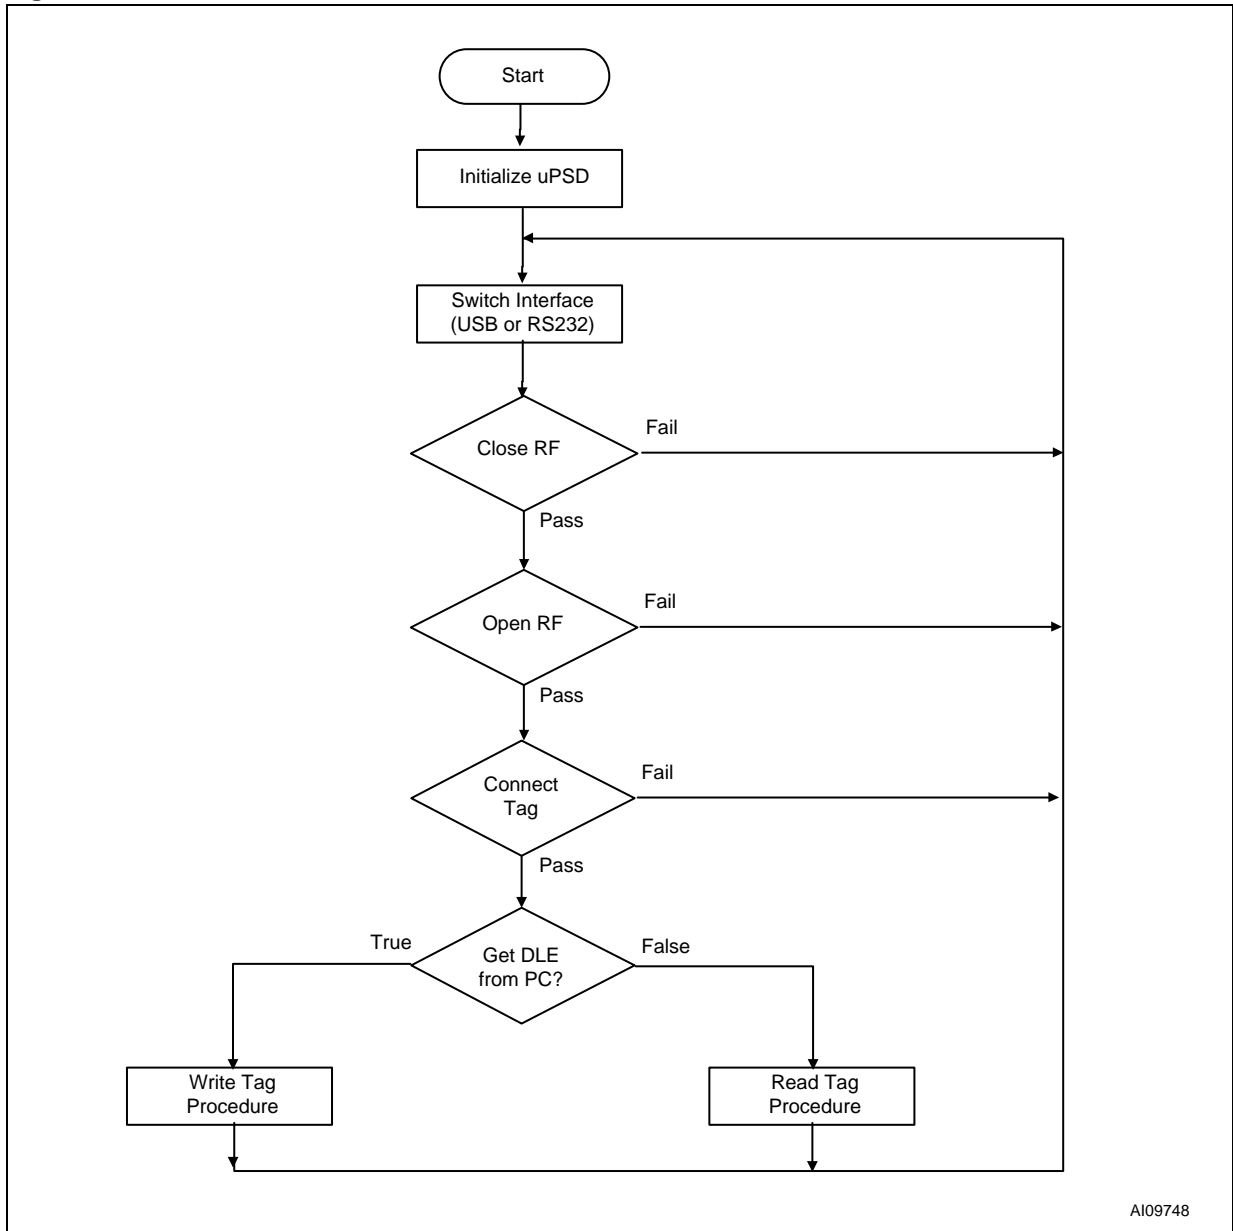 Start
Initialize uPSD
Switch Interface
(USB or RS232)
Close RF
Fail
Pass
Open RF
Fail
Pass
Connect
Tag
Fail
Pass
True
Get DLE
from PC?
False
Write Tag
Procedure
Read Tag
Procedure
AI09748